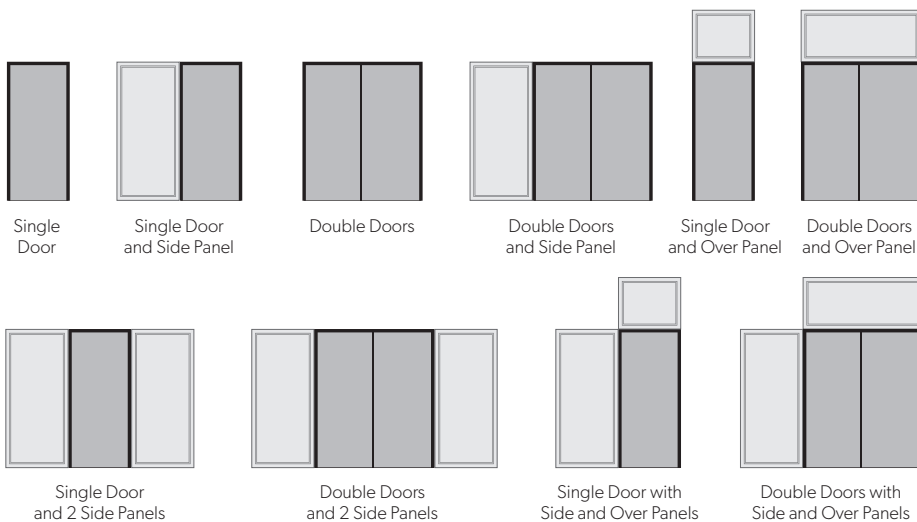 Single
Door
Single Door
and Side Panel
Double Doors
Double Doors
and Side Panel
Single Door
and Over Panel
Double Doors
and Over Panel
Single Door
and 2 Side Panels
Double Doors
and 2 Side Panels
Single Door with
Side and Over Panels
Double Doors with
Side and Over Panels